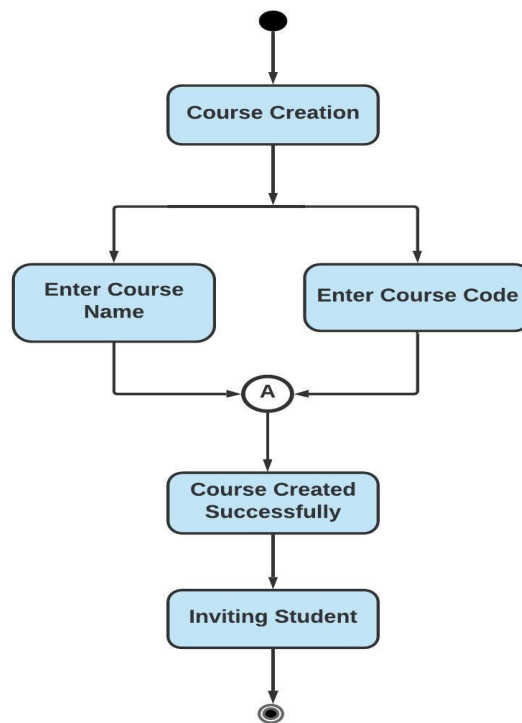 Course Creation
Enter Course
Name
Enter Course Code
A
Course Created
Successfully
Inviting Student